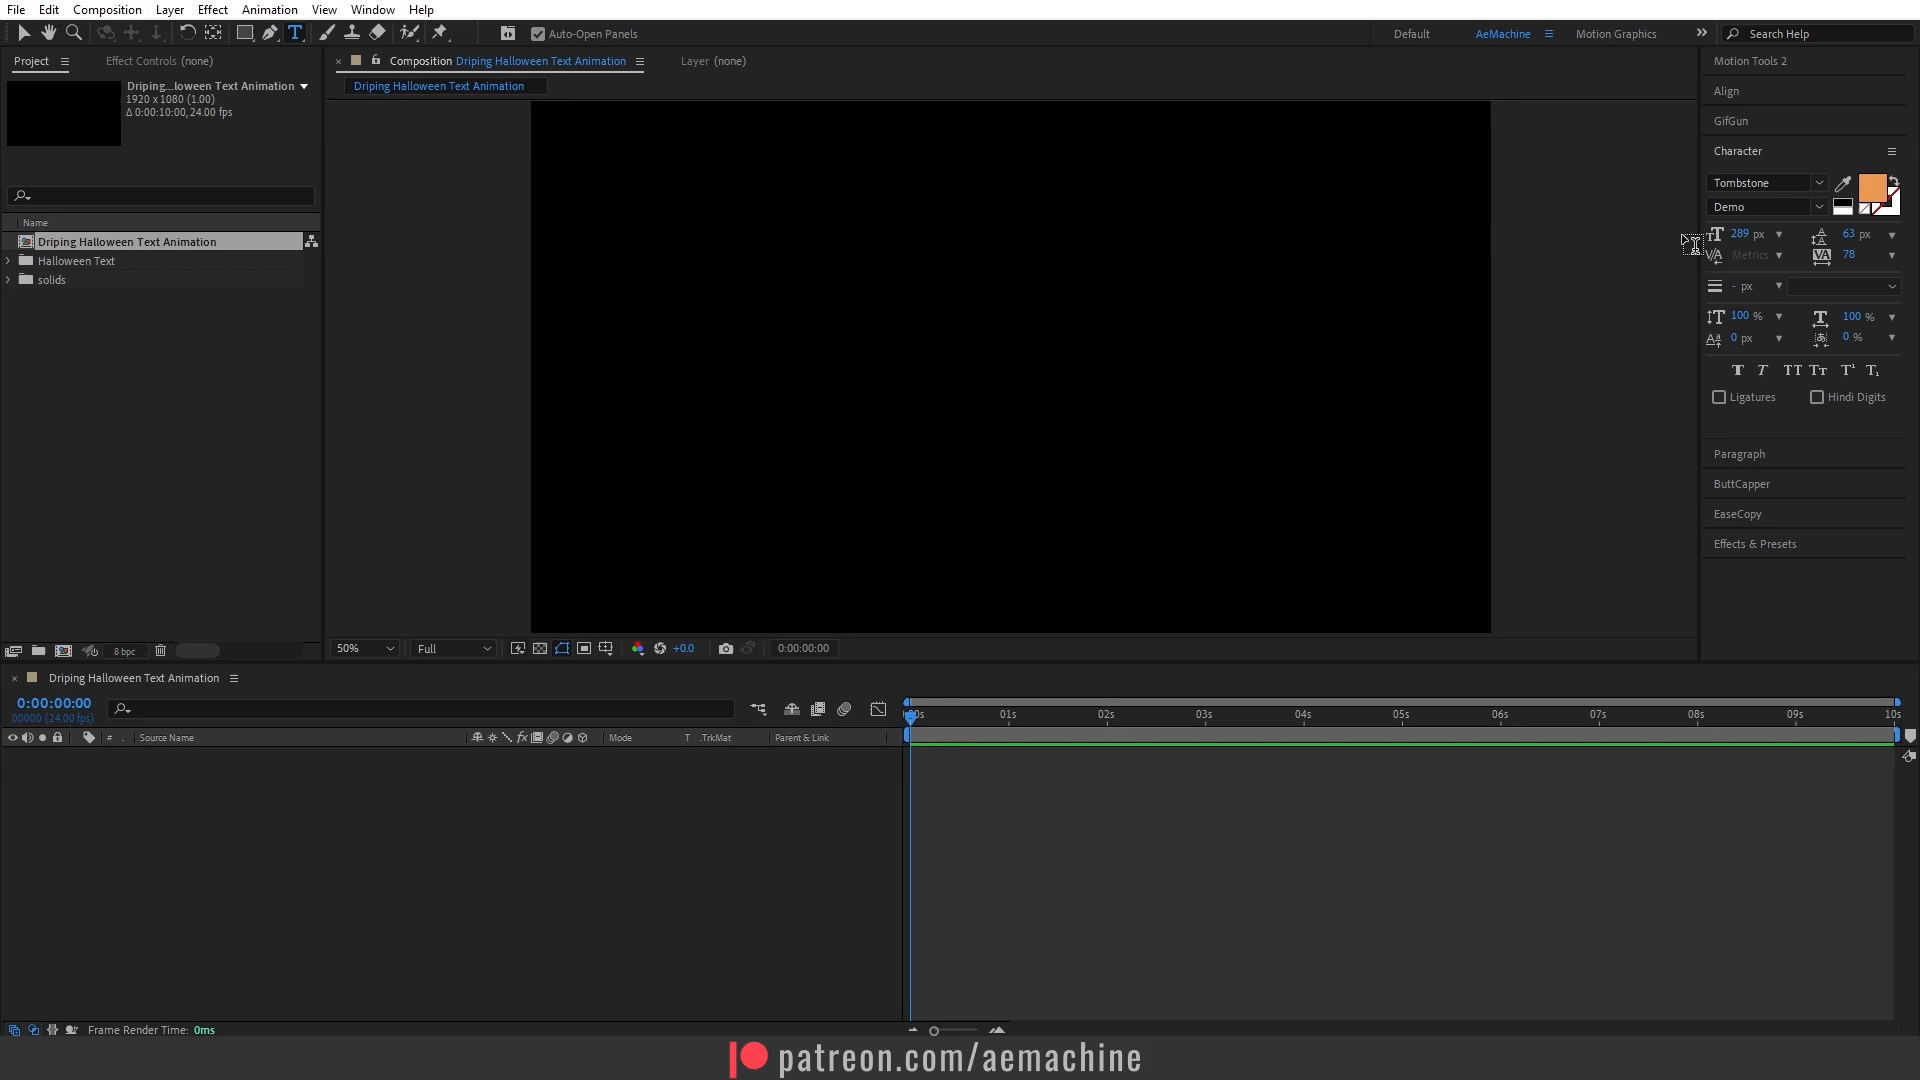 File Edit Composition Layer Effect Animation View Window Help
Auto-Open Panels
Default AeMachine Motion Graphics Search Help
Project Effect Controls (none)
Composition Driping Halloween Text Animation Layer (none)
Driping Halloween Text Animation
Driping...loween Text Animation
1920 x 1080 (1.00)
Δ 0:00:10:00, 24.00 fps
Name
Driping Halloween Text Animation
Halloween Text
solids
8 bpc
50% Full +0.0 0:00:00:00
Motion Tools 2
Align
GifGun
Character
Tombstone
Demo
289 px 63 px
Metrics 78
- px
100 % 100 %
0 px 0 %
T T TT Tt T¹ T₁
Ligatures Hindi Digits
Paragraph
ButtCapper
EaseCopy
Effects & Presets
Driping Halloween Text Animation
0:00:00:00
00000 (24.00 fps)
01s 02s 03s 04s 05s 06s 07s 08s 09s 10s
# . Source Name Mode T .TrkMat Parent & Link
Frame Render Time: 0ms
patreon.com/aemachine